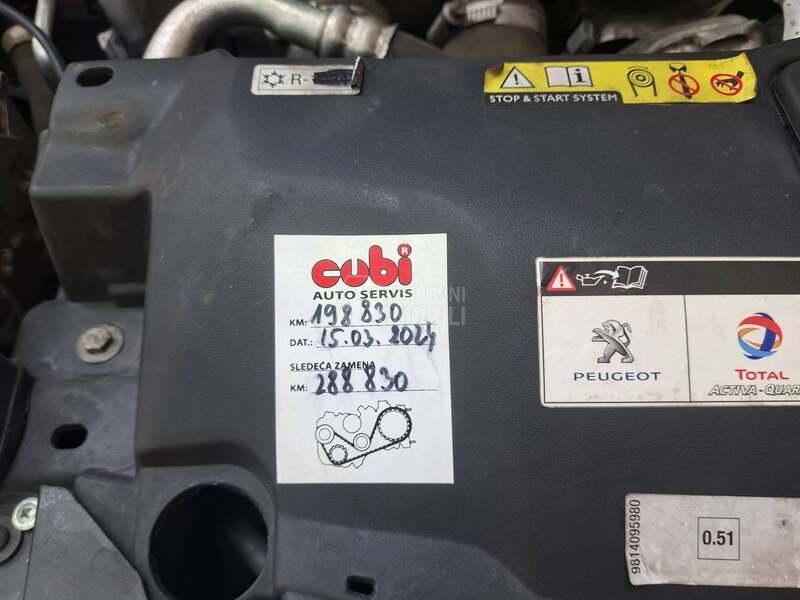 R-
STOP & START SYSTEM
cubi
R
AUTO SERVIS
KM: 198 830
DAT.: 15.03.2024
SLEDEĆA ZAMENA
KM: 288 830
PEUGEOT
TOTAL
ACTIVA-QUAR
9814095980
0.51